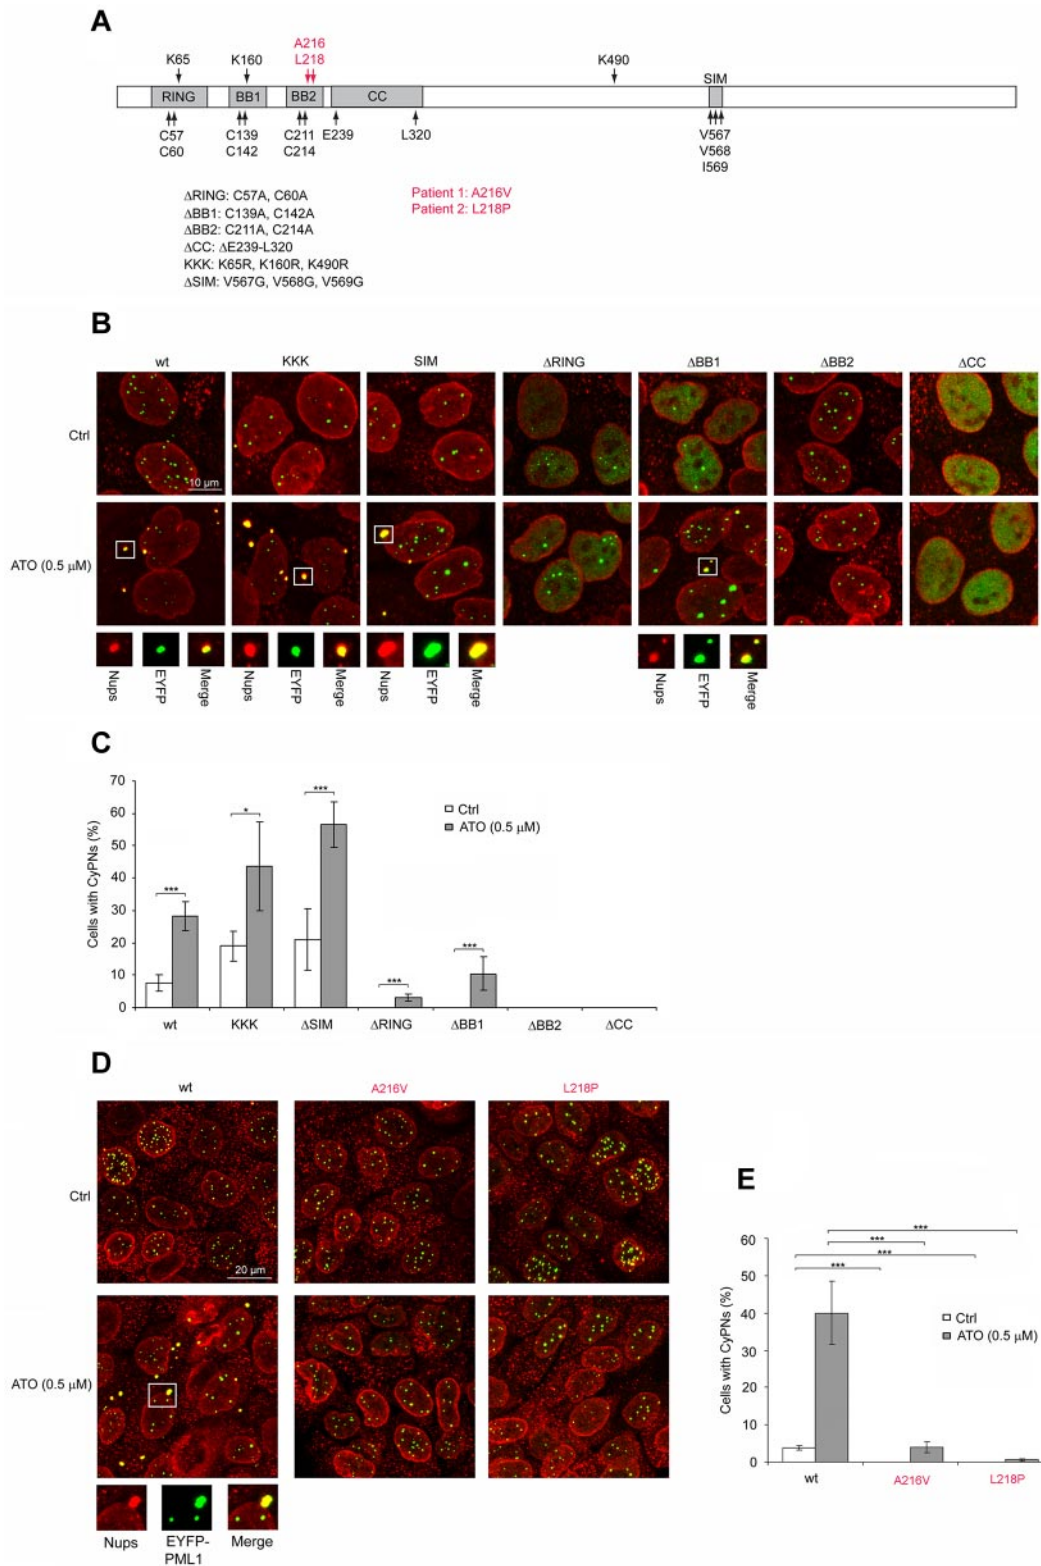 A
A216
L218
K65
K160
K490
SIM
RING
BB1
BB2
CC
C57
C60
C139
C142
C211
C214
E239
L320
V567
V568
I569
ΔRING: C57A, C60A
ΔBB1: C139A, C142A
ΔBB2: C211A, C214A
ΔCC: ΔE239-L320
KKK: K65R, K160R, K490R
ΔSIM: V567G, V568G, V569G
Patient 1: A216V
Patient 2: L218P
B
wt
KKK
SIM
ΔRING
ΔBB1
ΔBB2
ΔCC
Ctrl
10 μm
ATO (0.5 μM)
Nups
EYFP
Merge
Nups
EYFP
Merge
Nups
EYFP
Merge
Nups
EYFP
Merge
C
Cells with CyPNs (%)
70
60
50
40
30
20
10
0
***
*
***
***
***
Ctrl
ATO (0.5 μM)
wt
KKK
ΔSIM
ΔRING
ΔBB1
ΔBB2
ΔCC
D
wt
A216V
L218P
Ctrl
20 μm
ATO (0.5 μM)
Nups
EYFP-
PML1
Merge
E
Cells with CyPNs (%)
60
50
40
30
20
10
0
***
***
***
***
Ctrl
ATO (0.5 μM)
wt
A216V
L218P